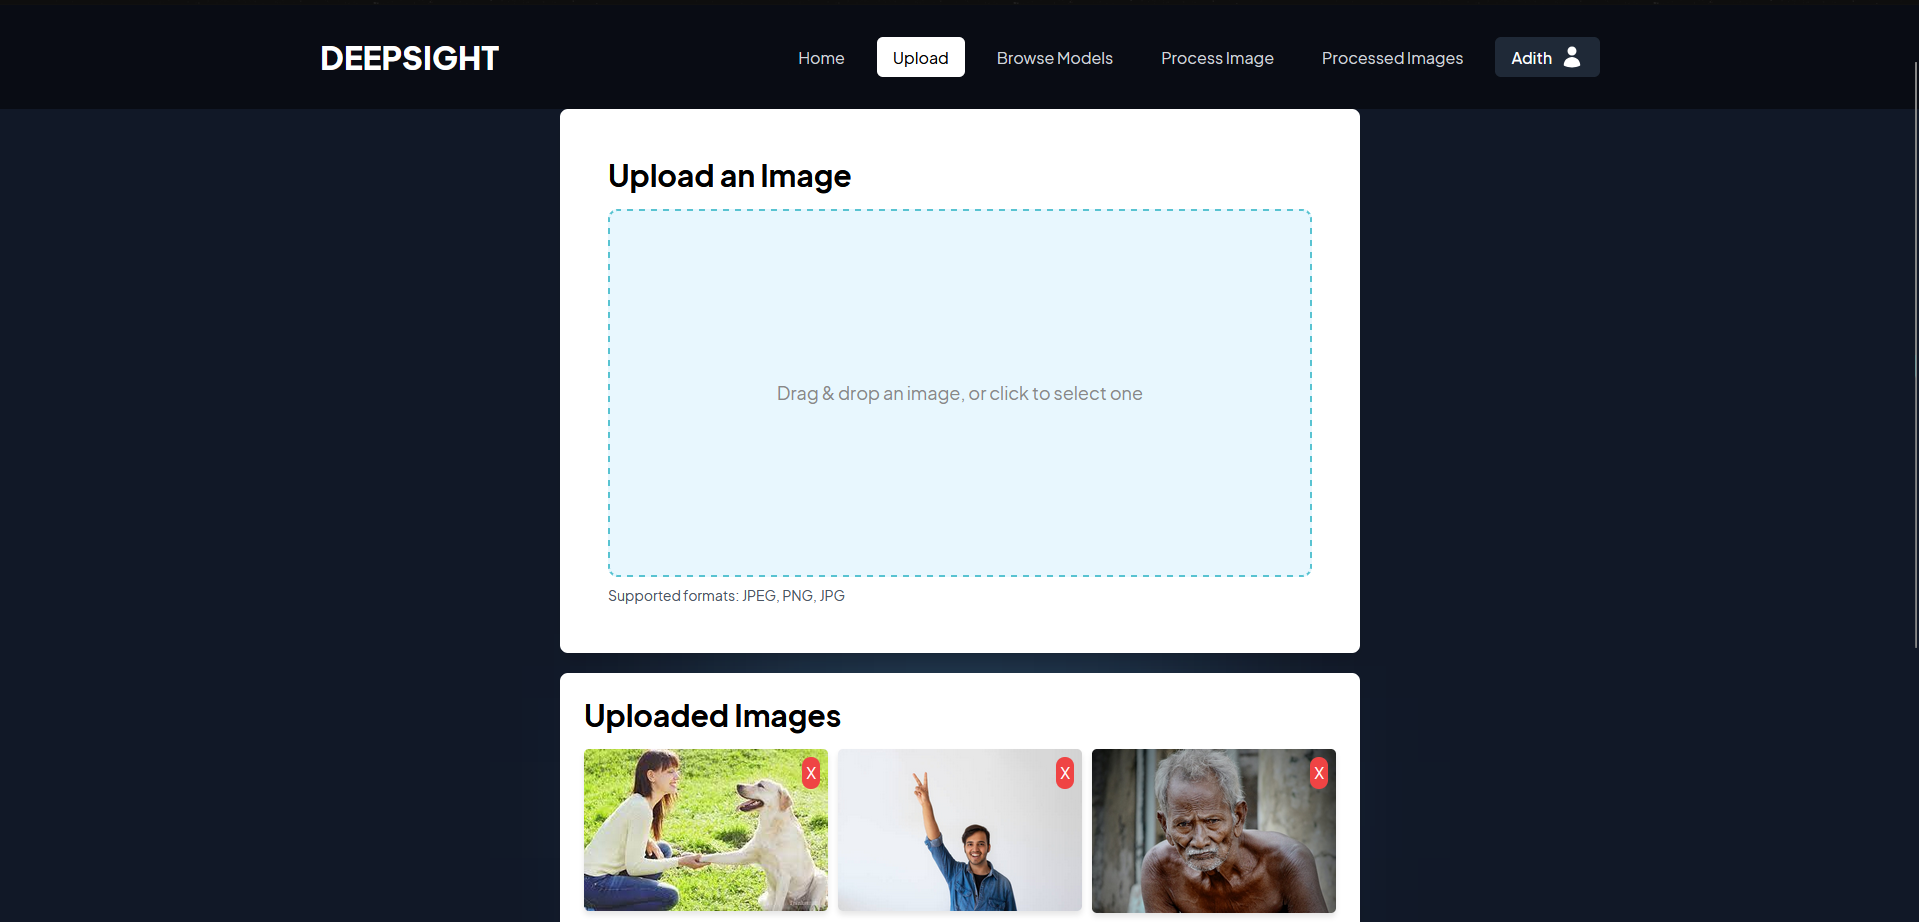 DEEPSIGHT
Home
Upload
Browse Models
Process Image
Processed Images
Adith
Upload an Image
Drag & drop an image, or click to select one
Supported formats: JPEG, PNG, JPG
Uploaded Images
X
X
X